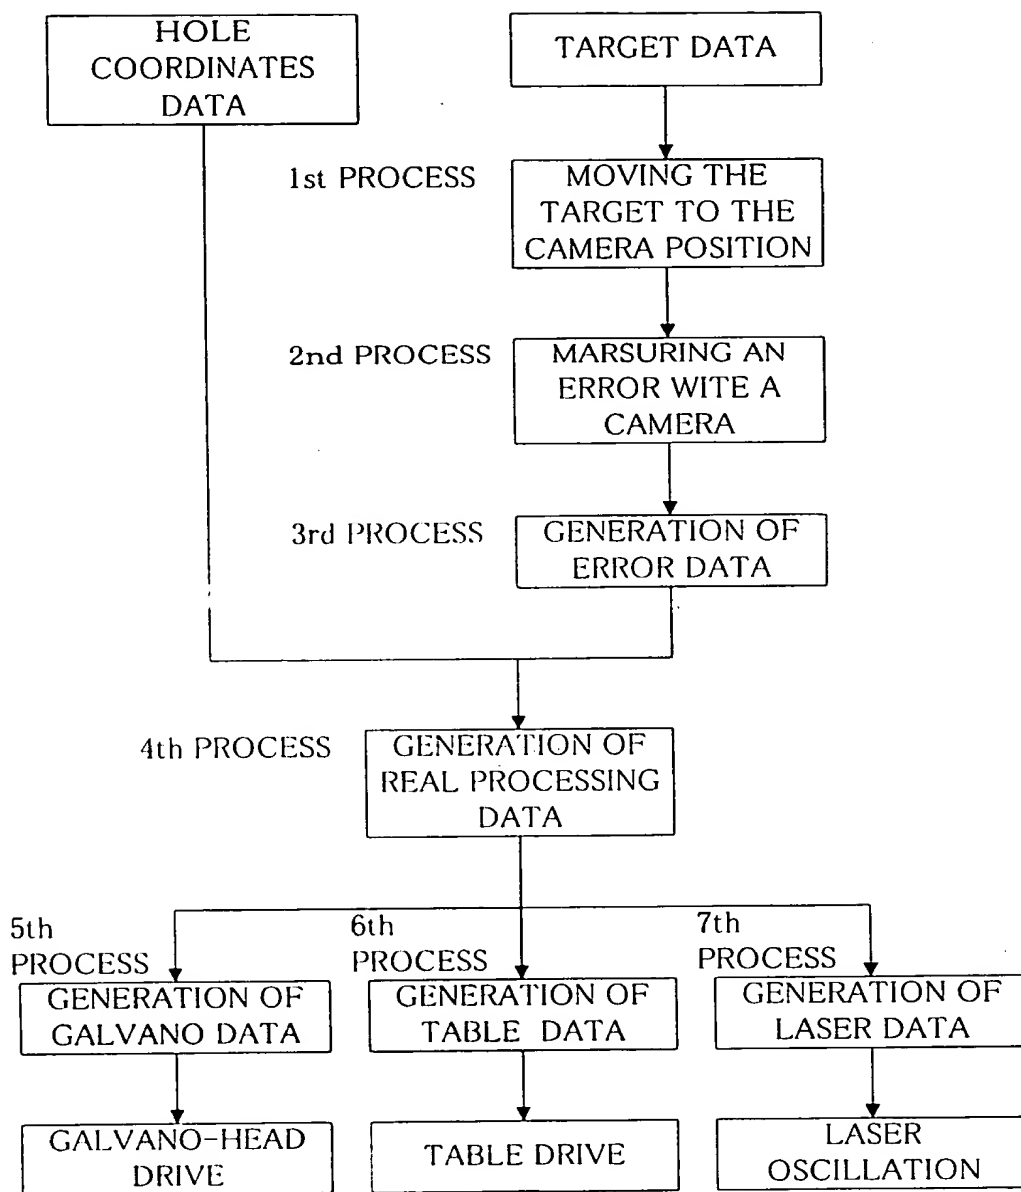 HOLE
COORDINATES
DATA
TARGET DATA
1st PROCESS
MOVING THE
TARGET TO THE
CAMERA POSITION
2nd PROCESS
MARSURING AN
ERROR WITE A
CAMERA
3rd PROCESS
GENERATION OF
ERROR DATA
4th PROCESS
GENERATION OF
REAL PROCESSING
DATA
5th
PROCESS
6th
PROCESS
7th
PROCESS
GENERATION OF
GALVANO DATA
GENERATION OF
TABLE DATA
GENERATION OF
LASER DATA
GALVANO-HEAD
DRIVE
TABLE DRIVE
LASER
OSCILLATION